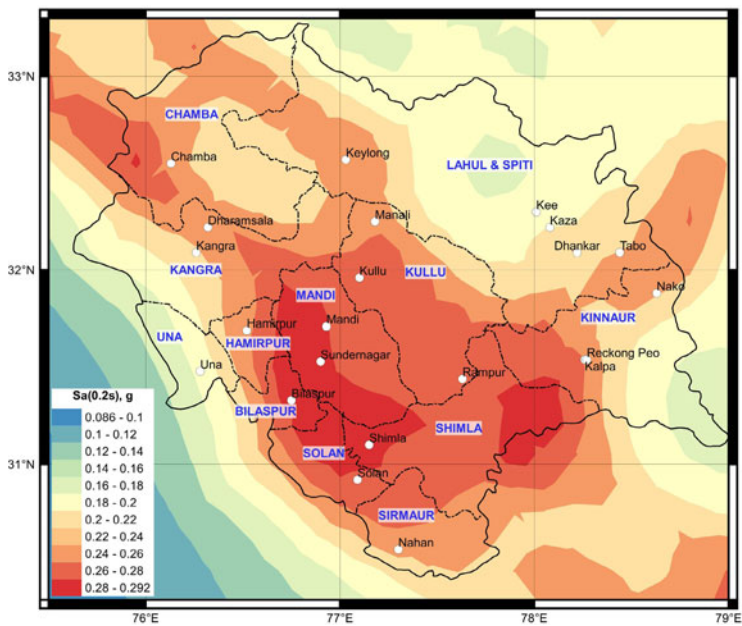 33°N
32°N
31°N
76°E
77°E
78°E
79°E
CHAMBA
Chamba
Keylong
LAHUL & SPITI
Kee
Kaza
Dharamsala
Manali
Kangra
Dhankar
Tabo
KANGRA
Kullu
KULLU
Nako
MANDI
KINNAUR
UNA
Hamirpur
Mandi
HAMIRPUR
Una
Sundernagar
Reckong Peo
Kalpa
Rampur
Bilaspur
BILASPUR
SHIMLA
Shimla
SOLAN
Solan
SIRMAUR
Nahan
Sa(0.2s), g
0.086 - 0.1
0.1 - 0.12
0.12 - 0.14
0.14 - 0.16
0.16 - 0.18
0.18 - 0.2
0.2 - 0.22
0.22 - 0.24
0.24 - 0.26
0.26 - 0.28
0.28 - 0.292